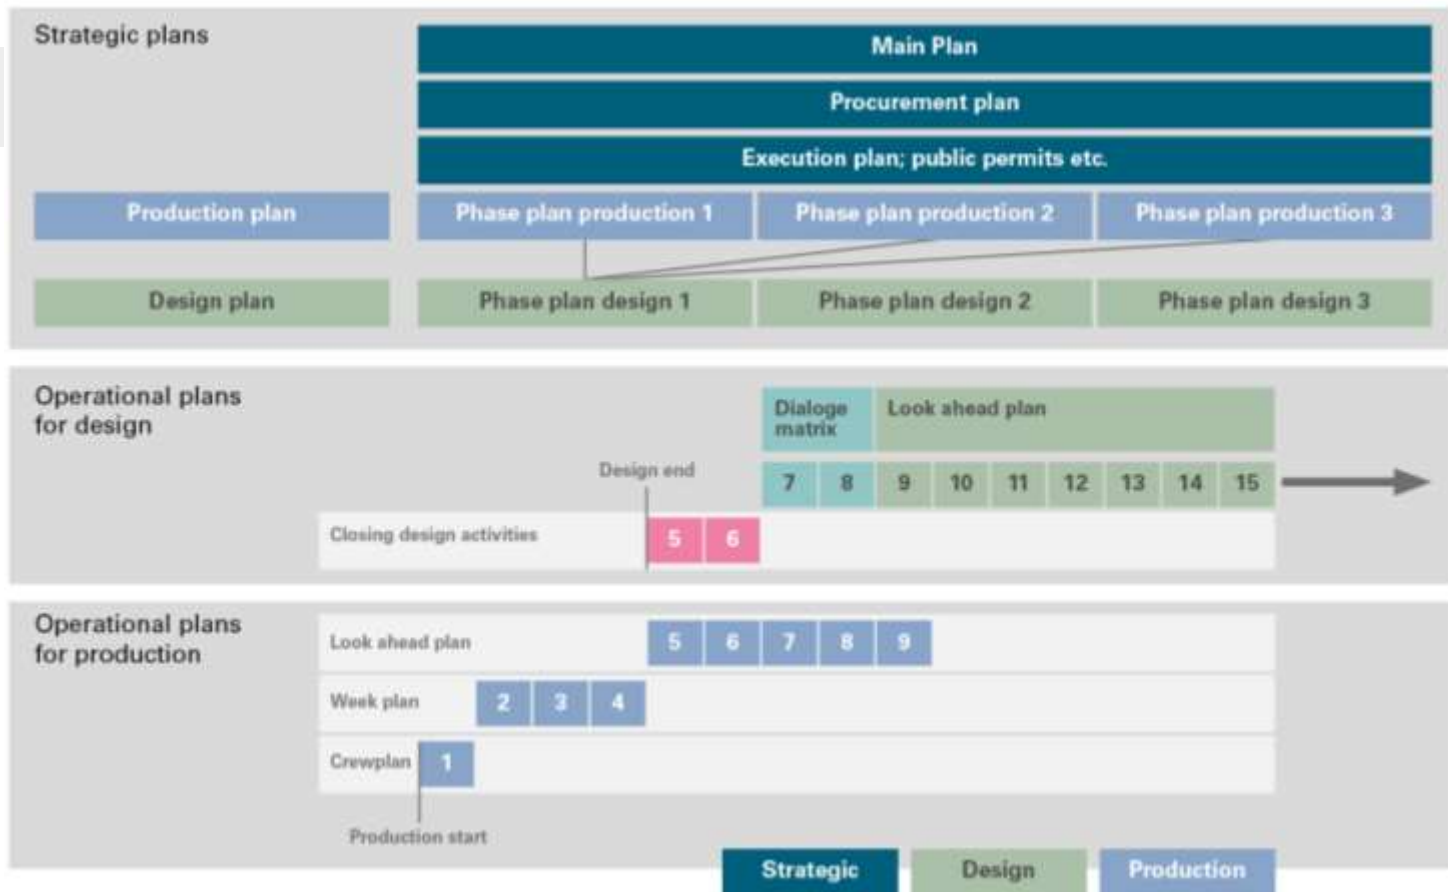 Strategic plans
Main Plan
Procurement plan
Execution plan; public permits etc.
Production plan
Phase plan production 1
Phase plan production 2
Phase plan production 3
Design plan
Phase plan design 1
Phase plan design 2
Phase plan design 3
Operational plans
for design
Dialoge
matrix
Look ahead plan
Design end
7 8 9 10 11 12 13 14 15
Closing design activities
5 6
Operational plans
for production
Look ahead plan
5 6 7 8 9
Week plan
2 3 4
Crewplan
1
Production start
Strategic
Design
Production